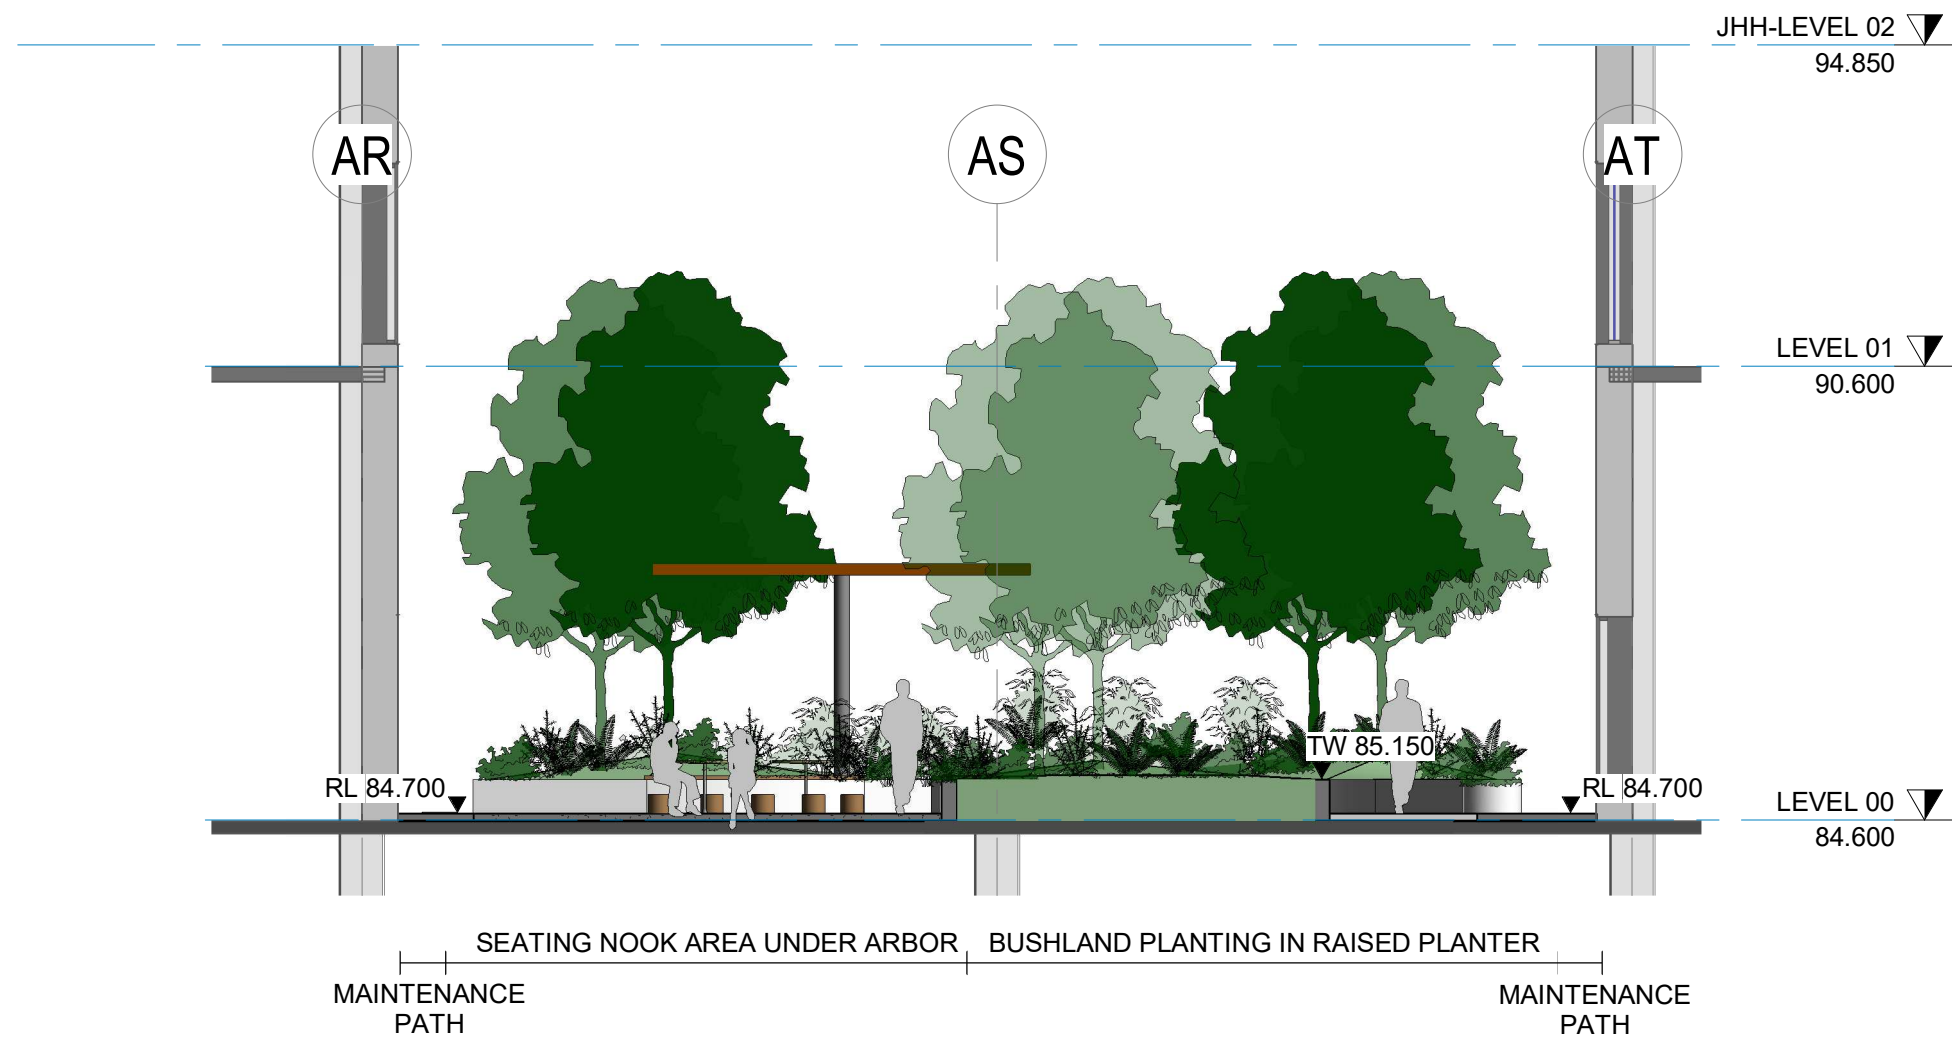 JHH-LEVEL 02
94.850
AR
AS
AT
LEVEL 01
90.600
TW 85.150
RL 84.700
RL 84.700
LEVEL 00
84.600
SEATING NOOK AREA UNDER ARBOR
BUSHLAND PLANTING IN RAISED PLANTER
MAINTENANCE
PATH
MAINTENANCE
PATH